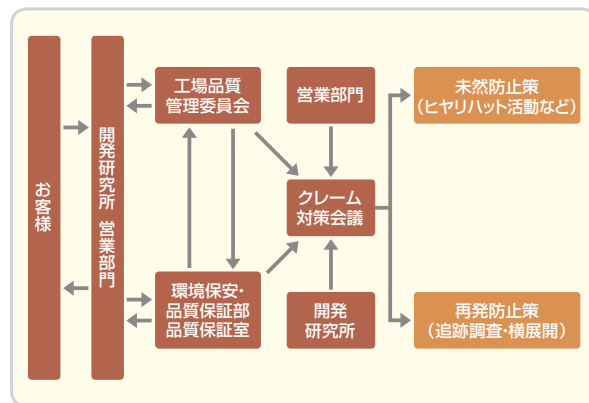 お客様
開発研究所 営業部門
工場品質
管理委員会
営業部門
未然防止策
（ヒヤリハット活動など）
クレーム
対策会議
環境保安・
品質保証部
品質保証室
開発
研究所
再発防止策
（追跡調査・横展開）